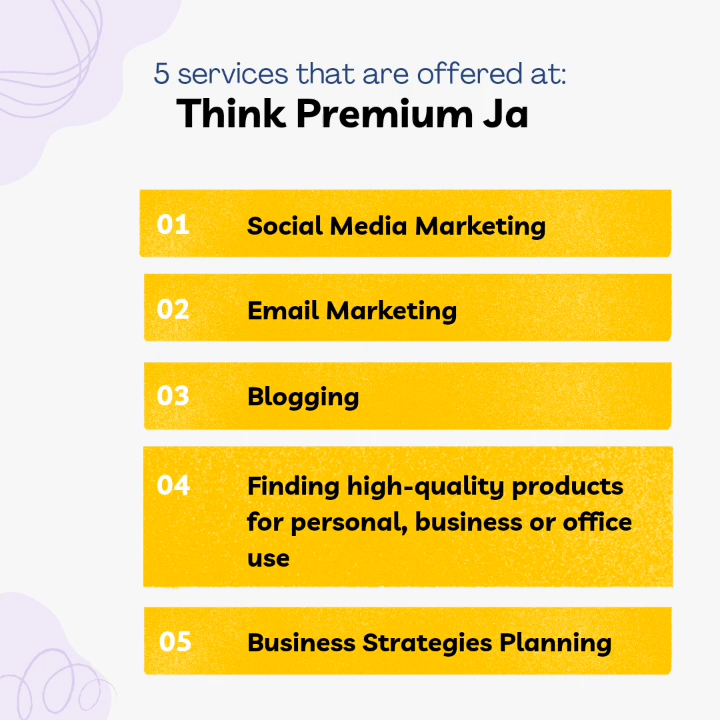 5 services that are offered at:
Think Premium Ja
01 Social Media Marketing
02 Email Marketing
03 Blogging
04 Finding high-quality products
for personal, business or office
use
05 Business Strategies Planning